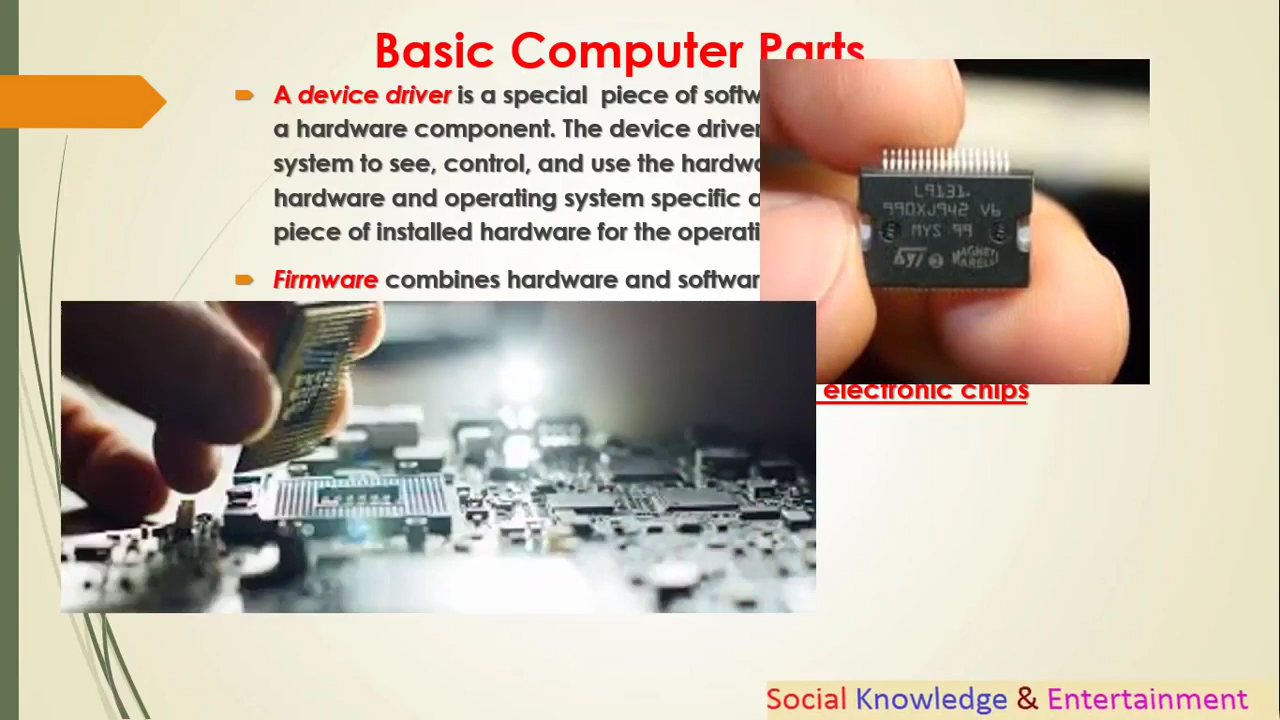 Basic Computer Parts
A device driver is a special piece of softw
a hardware component. The device driver
system to see, control, and use the hardwa
hardware and operating system specific a
piece of installed hardware for the operati
Firmware combines hardware and softwar
electronic chips
L9131
990XJ942 V6
MYS 99
MAGNETI
MARELLI
Social Knowledge & Entertainment